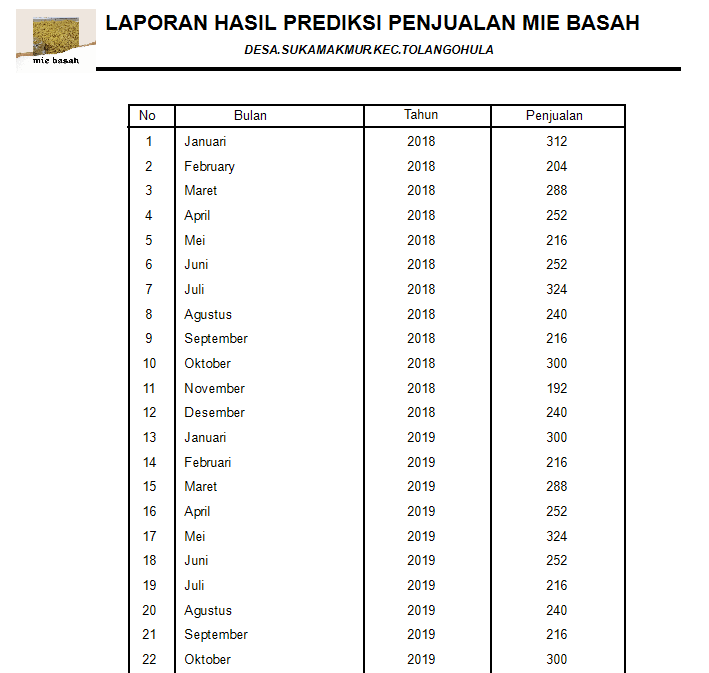 LAPORAN HASIL PREDIKSI PENJUALAN MIE BASAH
DESA.SUKAMAKMUR.KEC.TOLANGOHULA
mie basah
No Bulan Tahun Penjualan
1 Januari 2018 312
2 February 2018 204
3 Maret 2018 288
4 April 2018 252
5 Mei 2018 216
6 Juni 2018 252
7 Juli 2018 324
8 Agustus 2018 240
9 September 2018 216
10 Oktober 2018 300
11 November 2018 192
12 Desember 2018 240
13 Januari 2019 300
14 Februari 2019 216
15 Maret 2019 288
16 April 2019 252
17 Mei 2019 324
18 Juni 2019 252
19 Juli 2019 216
20 Agustus 2019 240
21 September 2019 216
22 Oktober 2019 300